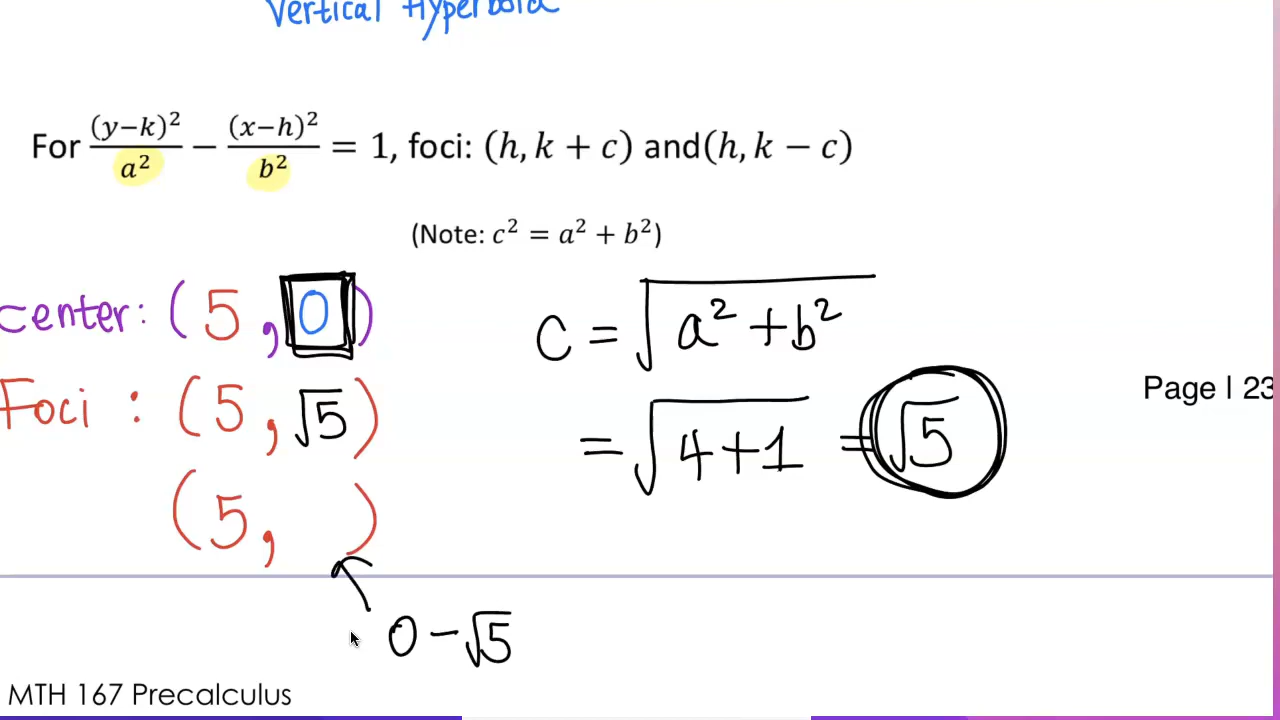 Vertical Hyperbola
For (y−k)²/a² − (x−h)²/b² = 1, foci: (h, k + c) and(h, k − c)
(Note: c² = a² + b²)
center: (5, 0)
c = √(a² + b²)
Page | 23
Foci : (5, √5)
= √(4+1) = √5
(5, )
0 − √5
MTH 167 Precalculus